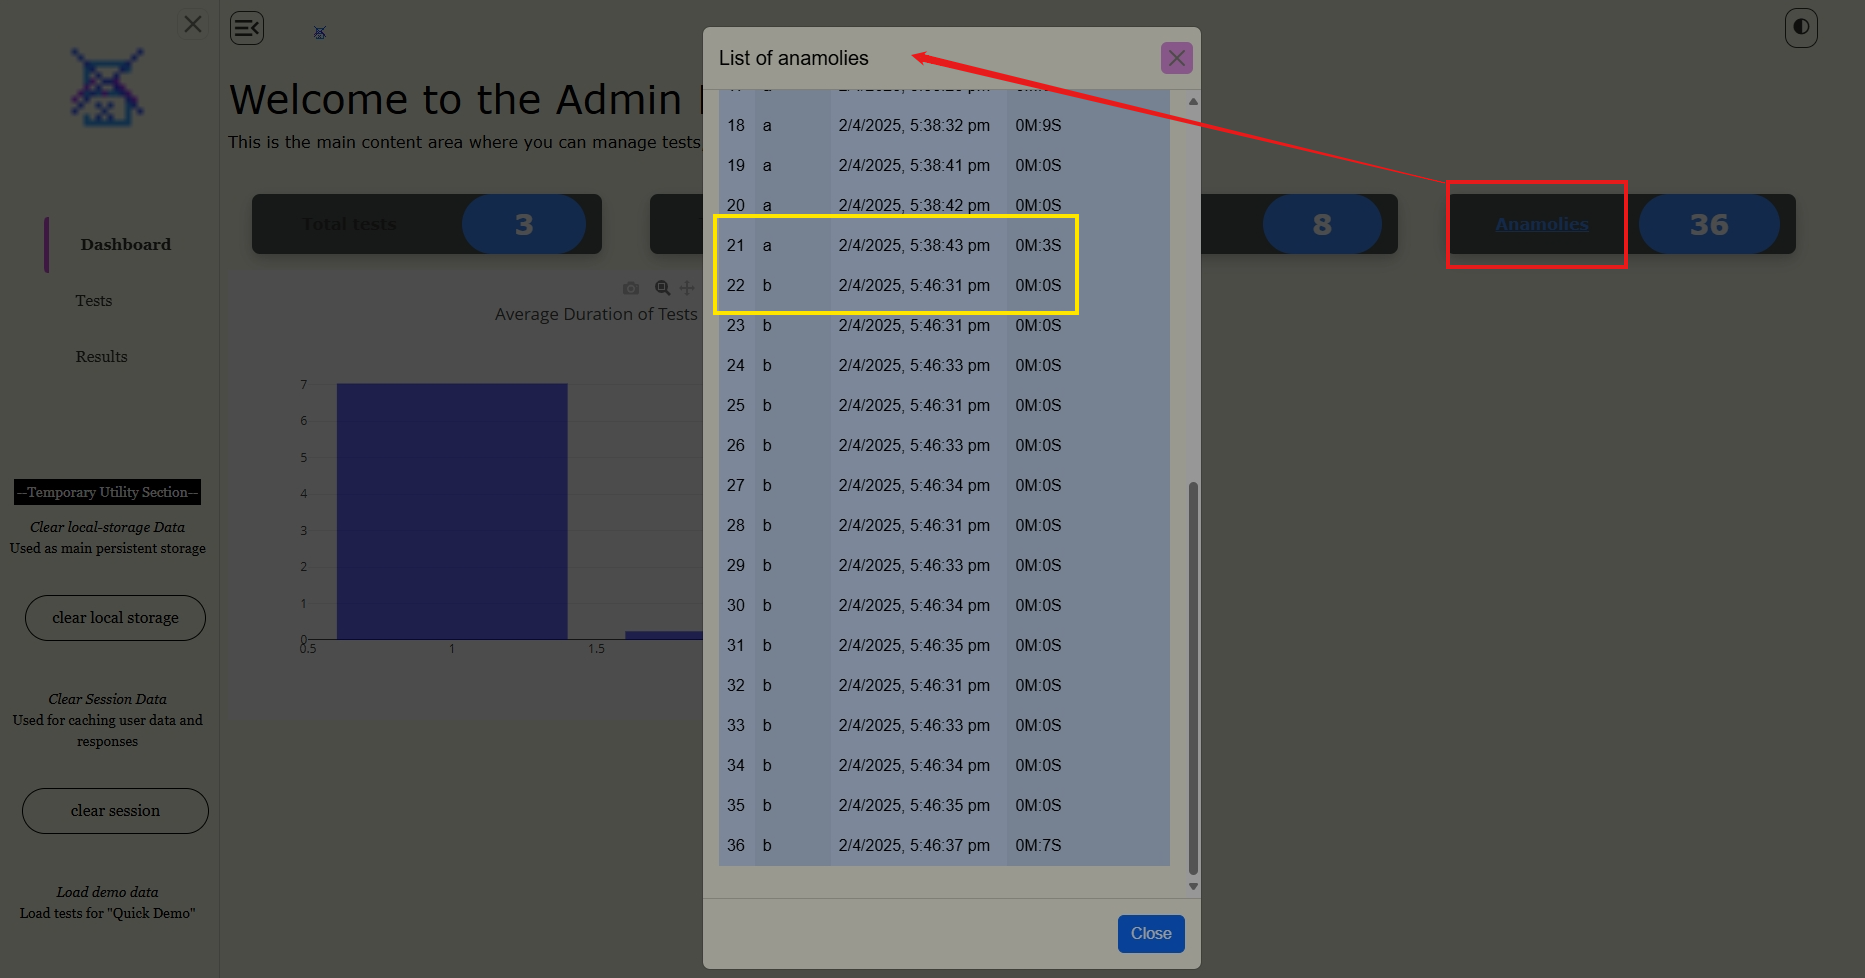 Welcome to the Admin
This is the main content area where you can manage tests,
Dashboard
Tests
Results
--Temporary Utility Section--
Clear local-storage Data
Used as main persistent storage
clear local storage
Clear Session Data
Used for caching user data and
responses
clear session
Load demo data
Load tests for "Quick Demo"
Total tests
3
8
Anamolies
36
Average Duration of Tests
7
6
5
4
3
2
1
0
0.5
1
1.5
List of anamolies
18 a 2/4/2025, 5:38:32 pm 0M:9S
19 a 2/4/2025, 5:38:41 pm 0M:0S
20 a 2/4/2025, 5:38:42 pm 0M:0S
21 a 2/4/2025, 5:38:43 pm 0M:3S
22 b 2/4/2025, 5:46:31 pm 0M:0S
23 b 2/4/2025, 5:46:31 pm 0M:0S
24 b 2/4/2025, 5:46:33 pm 0M:0S
25 b 2/4/2025, 5:46:31 pm 0M:0S
26 b 2/4/2025, 5:46:33 pm 0M:0S
27 b 2/4/2025, 5:46:34 pm 0M:0S
28 b 2/4/2025, 5:46:31 pm 0M:0S
29 b 2/4/2025, 5:46:33 pm 0M:0S
30 b 2/4/2025, 5:46:34 pm 0M:0S
31 b 2/4/2025, 5:46:35 pm 0M:0S
32 b 2/4/2025, 5:46:31 pm 0M:0S
33 b 2/4/2025, 5:46:33 pm 0M:0S
34 b 2/4/2025, 5:46:34 pm 0M:0S
35 b 2/4/2025, 5:46:35 pm 0M:0S
36 b 2/4/2025, 5:46:37 pm 0M:7S
Close